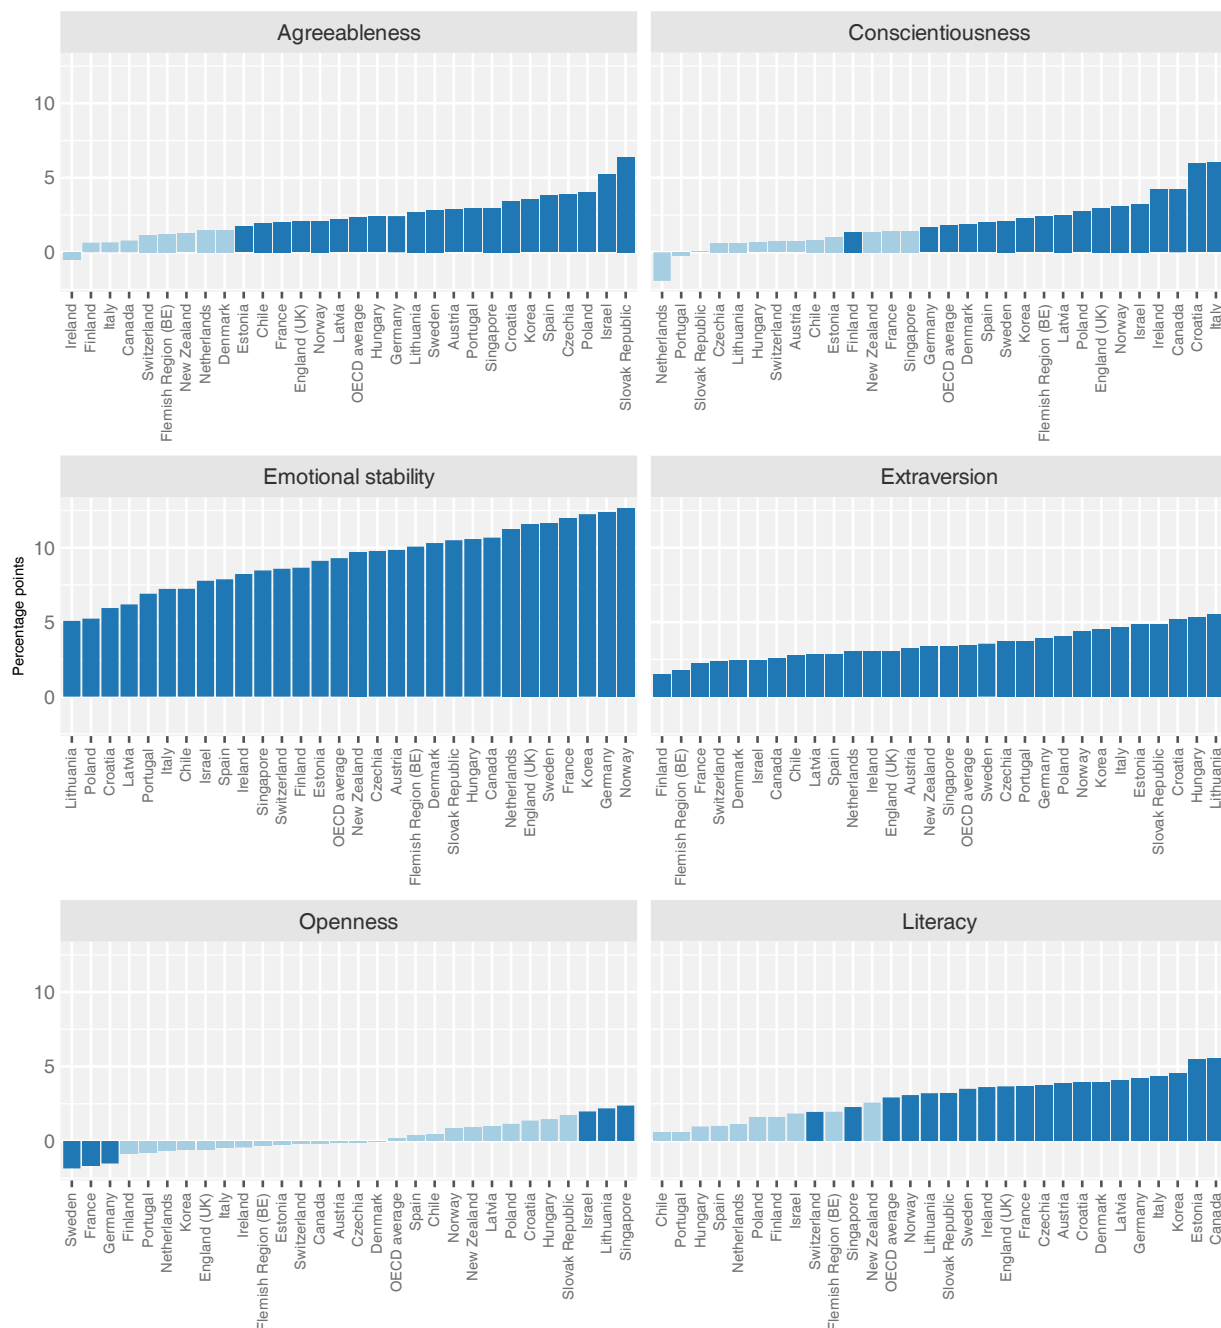 Agreeableness
Conscientiousness
10
5
0
Ireland
Finland
Italy
Canada
Switzerland
Flemish Region (BE)
New Zealand
Netherlands
Denmark
Estonia
Chile
France
England (UK)
Norway
Latvia
OECD average
Hungary
Germany
Lithuania
Sweden
Austria
Portugal
Singapore
Croatia
Korea
Spain
Czechia
Poland
Israel
Slovak Republic
Netherlands
Portugal
Slovak Republic
Czechia
Lithuania
Hungary
Switzerland
Austria
Chile
Estonia
Finland
New Zealand
France
Singapore
Germany
OECD average
Denmark
Spain
Sweden
Korea
Flemish Region (BE)
Latvia
Poland
England (UK)
Norway
Israel
Ireland
Canada
Croatia
Italy
Emotional stability
Extraversion
Percentage points
10
5
0
Lithuania
Poland
Croatia
Latvia
Portugal
Italy
Chile
Israel
Spain
Ireland
Singapore
Switzerland
Finland
Estonia
OECD average
New Zealand
Czechia
Austria
Flemish Region (BE)
Denmark
Slovak Republic
Hungary
Canada
Netherlands
England (UK)
Sweden
France
Korea
Germany
Norway
Finland
Flemish Region (BE)
France
Switzerland
Denmark
Israel
Canada
Chile
Latvia
Spain
Netherlands
Ireland
England (UK)
Austria
New Zealand
Singapore
OECD average
Sweden
Czechia
Portugal
Germany
Poland
Norway
Korea
Italy
Estonia
Slovak Republic
Croatia
Hungary
Lithuania
Openness
Literacy
10
5
0
Sweden
France
Germany
Finland
Portugal
Netherlands
Korea
England (UK)
Italy
Ireland
Flemish Region (BE)
Estonia
Switzerland
Canada
Austria
Czechia
Denmark
OECD average
Spain
Chile
Norway
New Zealand
Latvia
Poland
Croatia
Hungary
Slovak Republic
Israel
Lithuania
Singapore
Chile
Portugal
Hungary
Spain
Netherlands
Poland
Finland
Israel
Switzerland
Flemish Region (BE)
Singapore
New Zealand
OECD average
Norway
Lithuania
Slovak Republic
Sweden
Ireland
England (UK)
France
Czechia
Austria
Croatia
Denmark
Latvia
Germany
Italy
Korea
Estonia
Canada